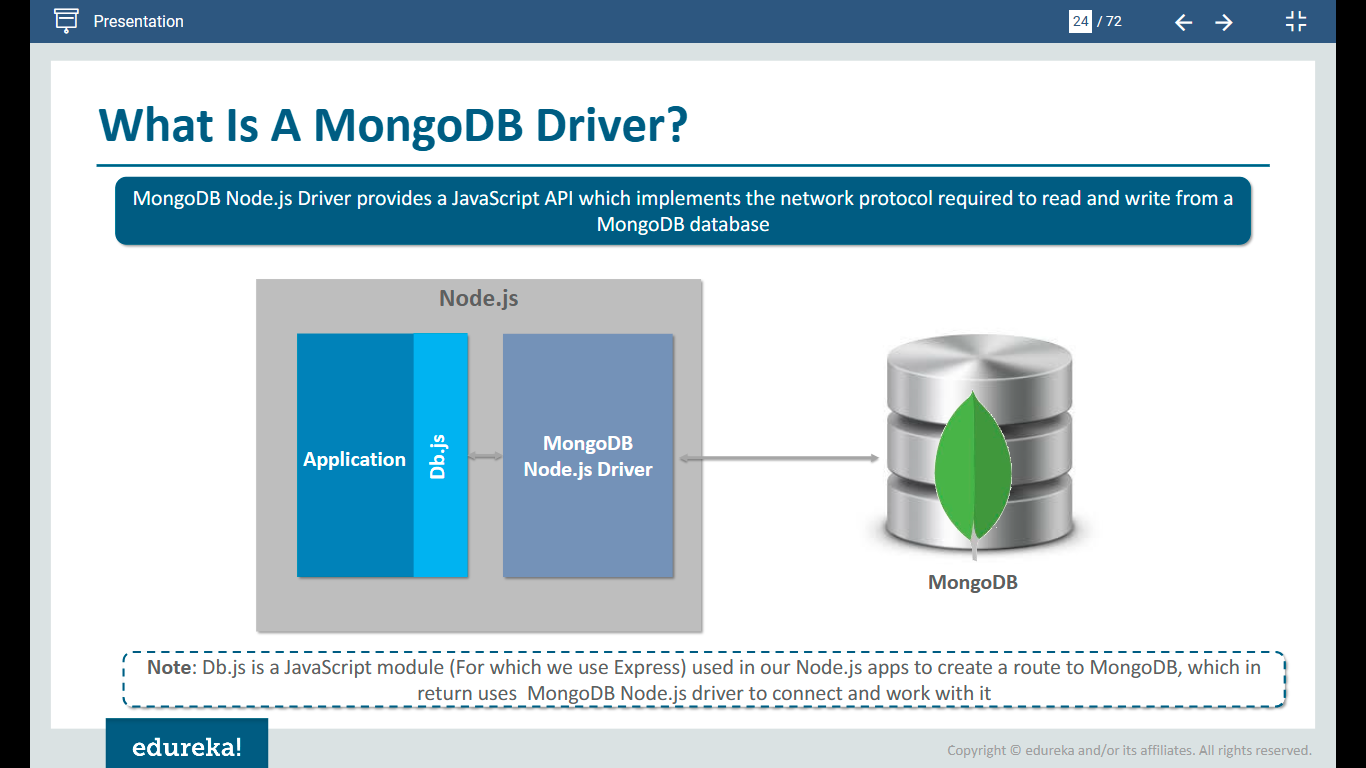 Presentation
24 / 72
What Is A MongoDB Driver?
MongoDB Node.js Driver provides a JavaScript API which implements the network protocol required to read and write from a
MongoDB database
Node.js
Application
Db.js
MongoDB
Node.js Driver
MongoDB
Note: Db.js is a JavaScript module (For which we use Express) used in our Node.js apps to create a route to MongoDB, which in
return uses  MongoDB Node.js driver to connect and work with it
edureka!
Copyright © edureka and/or its affiliates. All rights reserved.